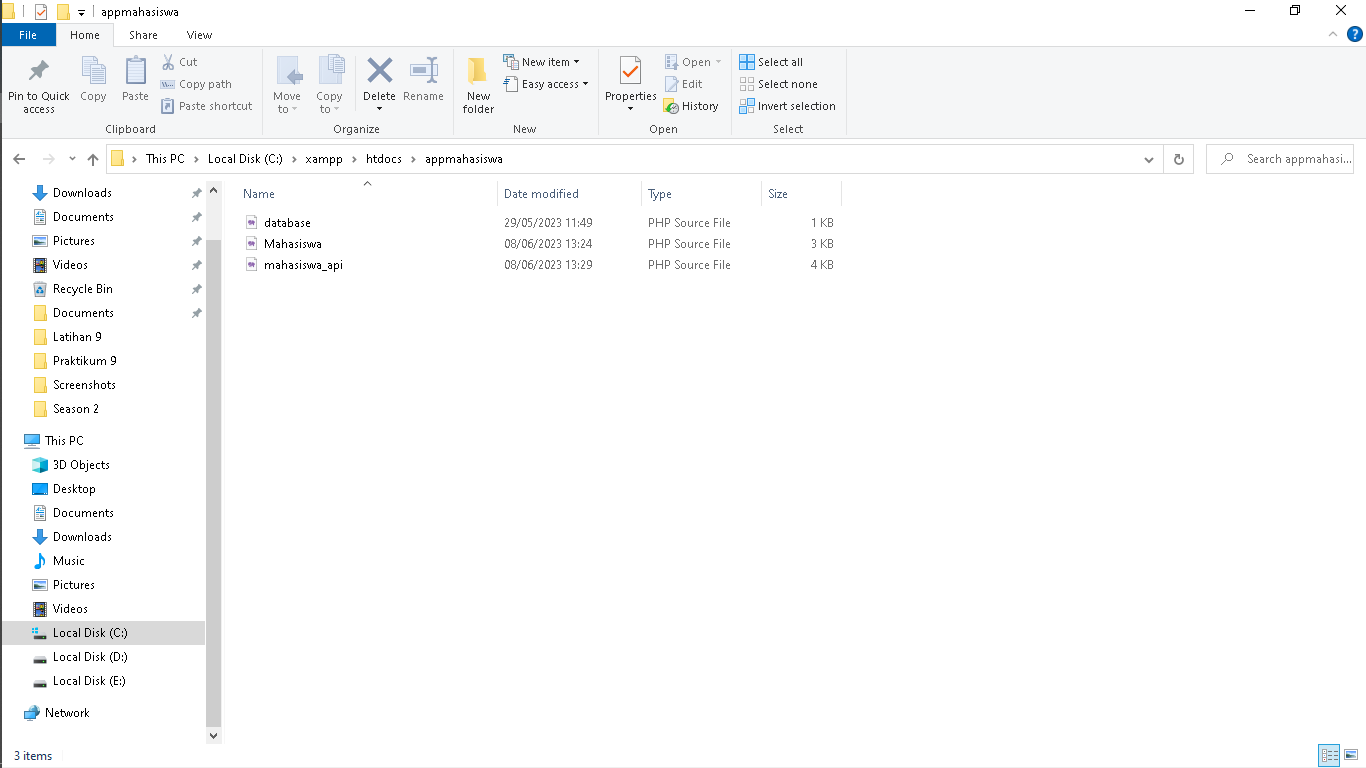 appmahasiswa
File Home Share View
Pin to Quick access
Copy
Paste
Cut
Copy path
Paste shortcut
Clipboard
Move to
Copy to
Delete
Rename
Organize
New folder
New item
Easy access
New
Properties
Open
Edit
History
Open
Select all
Select none
Invert selection
Select
This PC > Local Disk (C:) > xampp > htdocs > appmahasiswa
Search appmahasi...
Downloads
Documents
Pictures
Videos
Recycle Bin
Documents
Latihan 9
Praktikum 9
Screenshots
Season 2
This PC
3D Objects
Desktop
Documents
Downloads
Music
Pictures
Videos
Local Disk (C:)
Local Disk (D:)
Local Disk (E:)
Network
Name Date modified Type Size
database 29/05/2023 11:49 PHP Source File 1 KB
Mahasiswa 08/06/2023 13:24 PHP Source File 3 KB
mahasiswa_api 08/06/2023 13:29 PHP Source File 4 KB
3 items